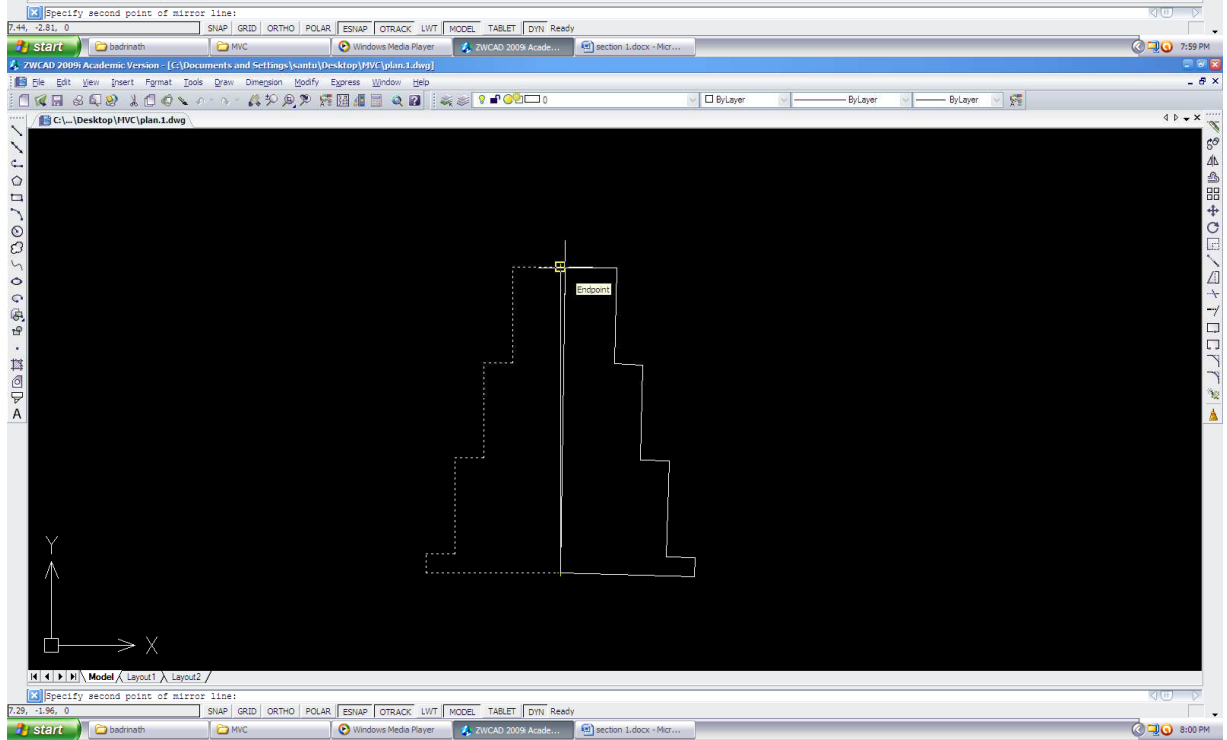 Specify second point of mirror line:
7.44, -2.81, 0 SNAP GRID ORTHO POLAR ESNAP OTRACK LWT MODEL TABLET DYN Ready
start badrinath MVC Windows Media Player ZWCAD 2009i Acade... section 1.docx - Micr... 7:59 PM
ZWCAD 2009i Academic Version - [C:\Documents and Settings\santu\Desktop\MVC\plan.1.dwg]
File Edit View Insert Format Tools Draw Dimension Modify Express Window Help
0 ByLayer ByLayer ByLayer
C:\...\Desktop\MVC\plan.1.dwg
Endpoint
A
Y
X
Model Layout1 Layout2
Specify second point of mirror line:
7.29, -1.96, 0 SNAP GRID ORTHO POLAR ESNAP OTRACK LWT MODEL TABLET DYN Ready
start badrinath MVC Windows Media Player ZWCAD 2009i Acade... section 1.docx - Micr... 8:00 PM